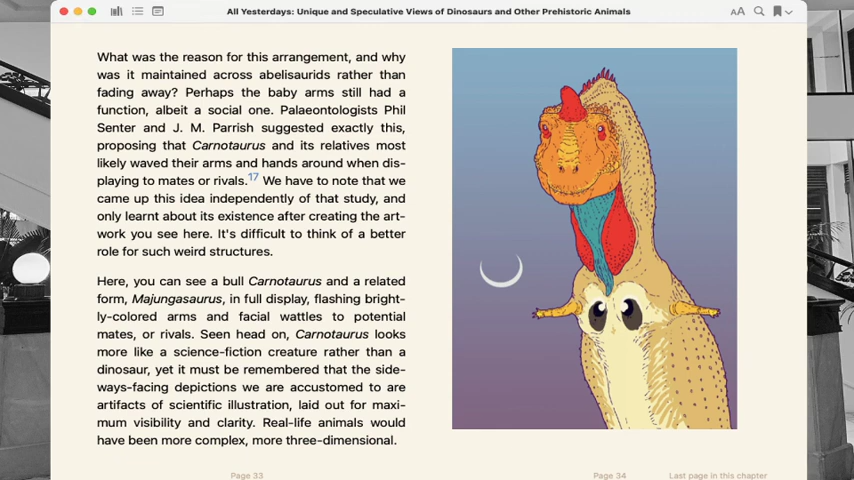 All Yesterdays: Unique and Speculative Views of Dinosaurs and Other Prehistoric Animals
AA
What was the reason for this arrangement, and why
was it maintained across abelisaurids rather than
fading away? Perhaps the baby arms still had a
function, albeit a social one. Palaeontologists Phil
Senter and J. M. Parrish suggested exactly this,
proposing that Carnotaurus and its relatives most
likely waved their arms and hands around when dis-
playing to mates or rivals.17 We have to note that we
came up this idea independently of that study, and
only learnt about its existence after creating the art-
work you see here. It's difficult to think of a better
role for such weird structures.
Here, you can see a bull Carnotaurus and a related
form, Majungasaurus, in full display, flashing bright-
ly-colored arms and facial wattles to potential
mates, or rivals. Seen head on, Carnotaurus looks
more like a science-fiction creature rather than a
dinosaur, yet it must be remembered that the side-
ways-facing depictions we are accustomed to are
artifacts of scientific illustration, laid out for maxi-
mum visibility and clarity. Real-life animals would
have been more complex, more three-dimensional.
Page 33
Page 34
Last page in this chapter